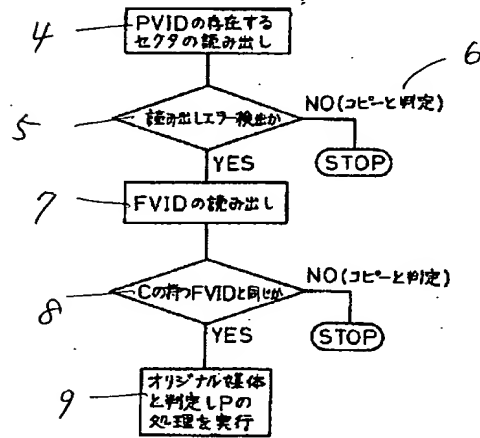 4
PVIDの存在する
セクタの読み出し
6
5
読み出しエラー検出か
NO(コピーと判定)
STOP
YES
7
FVIDの読み出し
8
Cの持つFVIDと同じか
NO(コピーと判定)
STOP
YES
9
オリジナル媒体
と判定しPの
処理を実行